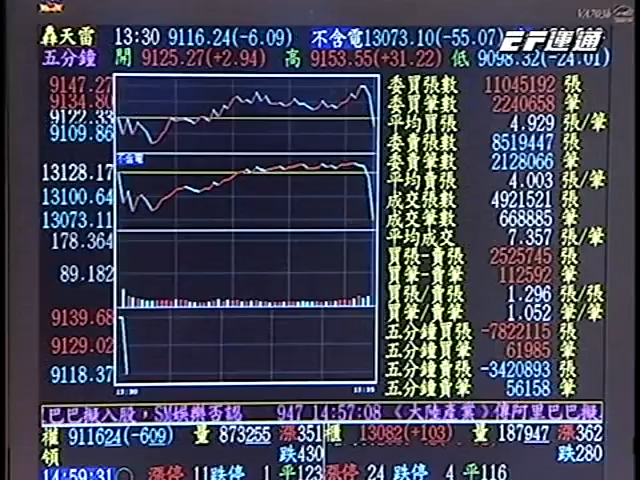 轟天雷 13:30 9116.24(-6.09) 不含電13073.10(-55.07)
EF運通
五分鐘 開 9125.27(+2.94) 高 9153.55(+31.22) 低 9098.32(-24.01)
9147.27
9134.80
9122.33
9109.86
不含電
13128.17
13100.64
13073.11
178.364
89.182
9139.68
9129.02
9118.37
13:30
委買張數 11045192 張
委買筆數 2240658 筆
平均買張 4.929 張/筆
委賣張數 8519447 張
委賣筆數 2128066 筆
平均賣張 4.003 張/筆
成交張數 4921521 張
成交筆數 668885 筆
平均成交 7.357 張/筆
買張-賣張 2525745 張
買筆-賣筆 112592 筆
買張/賣張 1.296 張/張
買筆/賣筆 1.052 筆/筆
五分鐘買張 -7822115 張
五分鐘買筆 61985 筆
五分鐘賣張 -3420893 張
五分鐘賣筆 56158 筆
巴巴擬入股，SM娛樂否認 947 14:57:08 《大陸產業》傳阿里巴巴擬
權 911624(-609) 量 873255 漲351 櫃 13082(+103) 量 187947 漲362
領 跌430 跌280
14:59:31 漲停 11跌停 1 平123 漲停 24 跌停 4 平116